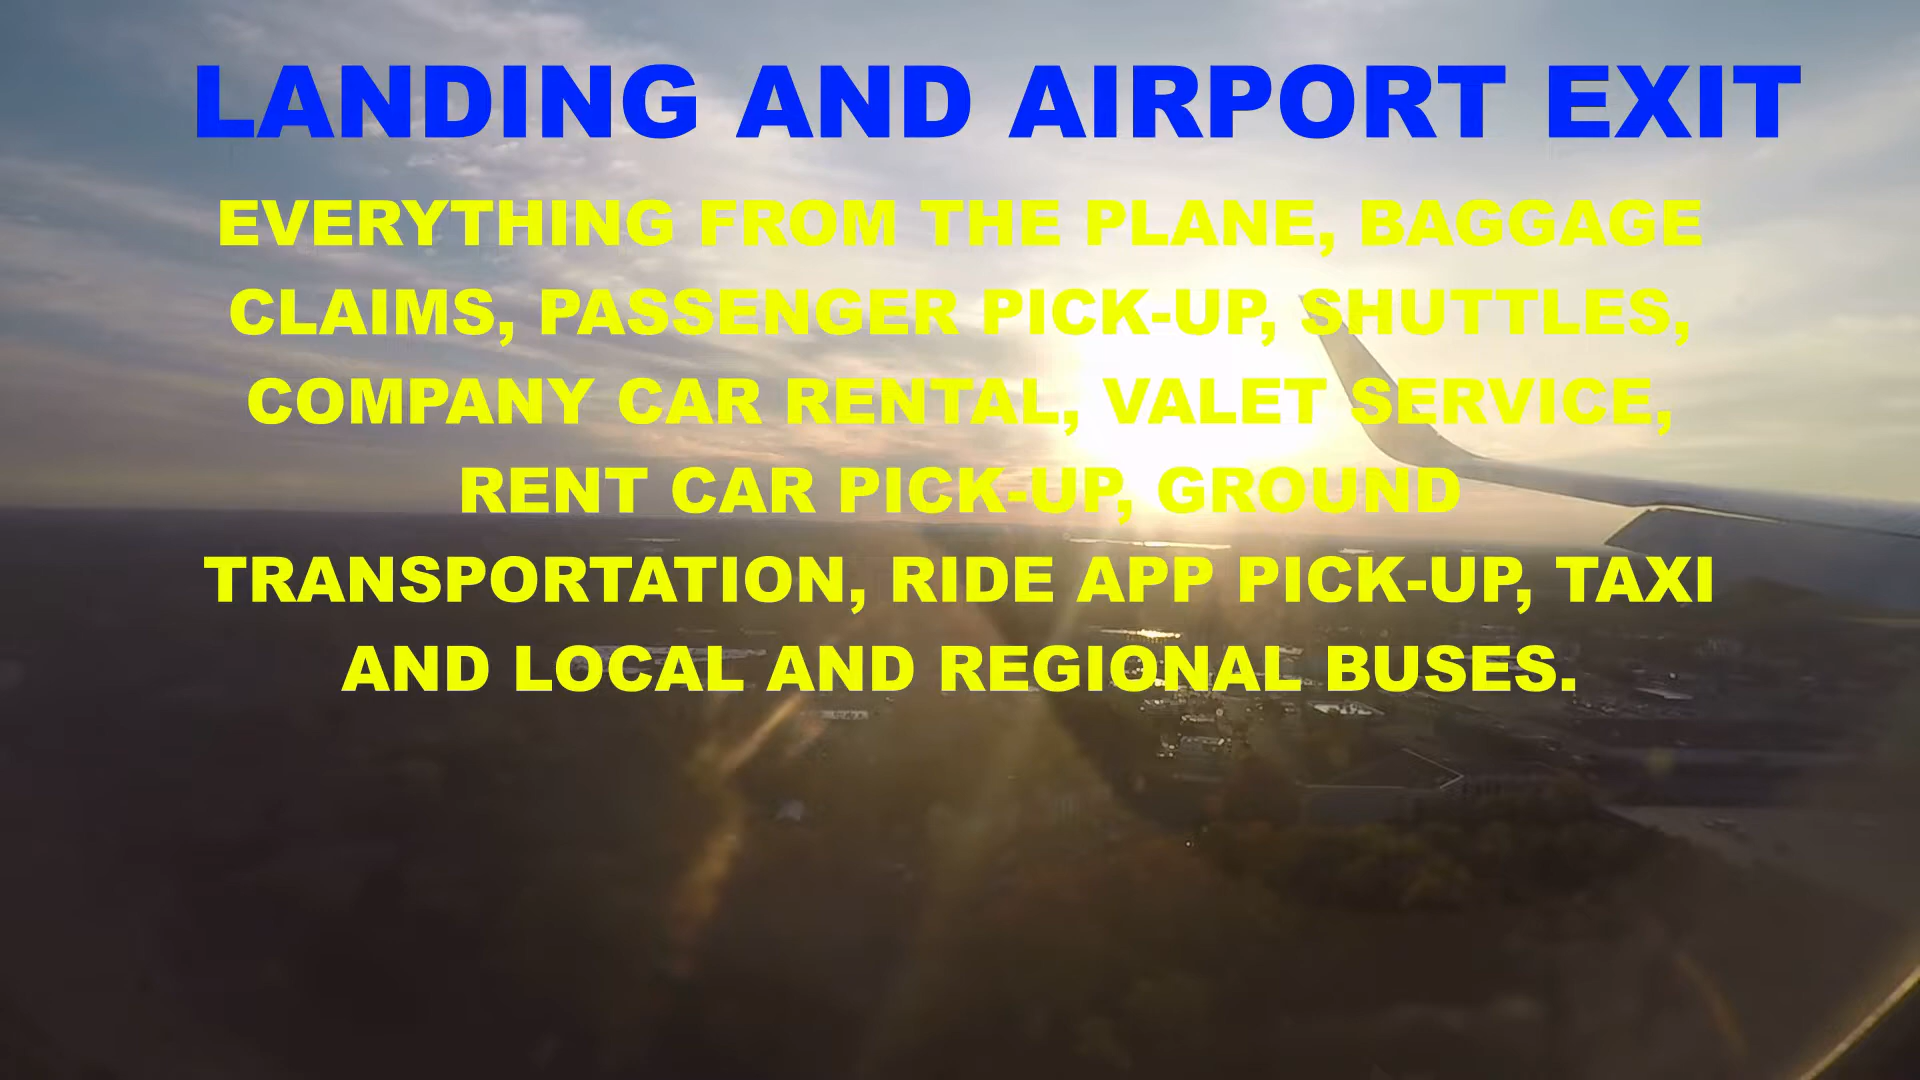 LANDING AND AIRPORT EXIT
EVERYTHING FROM THE PLANE, BAGGAGE
CLAIMS, PASSENGER PICK-UP, SHUTTLES,
COMPANY CAR RENTAL, VALET SERVICE,
RENT CAR PICK-UP, GROUND
TRANSPORTATION, RIDE APP PICK-UP, TAXI
AND LOCAL AND REGIONAL BUSES.